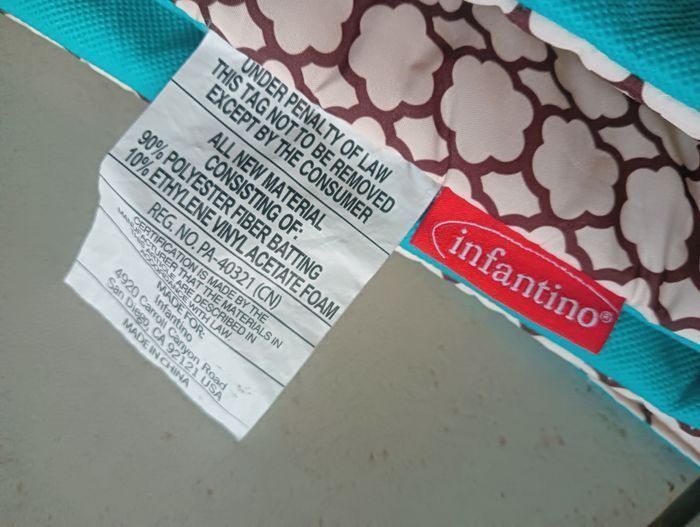 UNDER PENALTY OF LAW
THIS TAG NOT TO BE REMOVED
EXCEPT BY THE CONSUMER
ALL NEW MATERIAL
CONSISTING OF:
90% POLYESTER FIBER BATTING
10% ETHYLENE VINYL ACETATE FOAM
REG. NO. PA-40321 (CN)
CERTIFICATION IS MADE BY THE
MANUFACTURER THAT THE MATERIALS IN
THIS ARTICLE ARE DESCRIBED IN
ACCORDANCE WITH LAW.
MADE FOR:
Infantino
4920 Carroll Canyon Road
San Diego, CA 92121 USA
MADE IN CHINA
infantino®